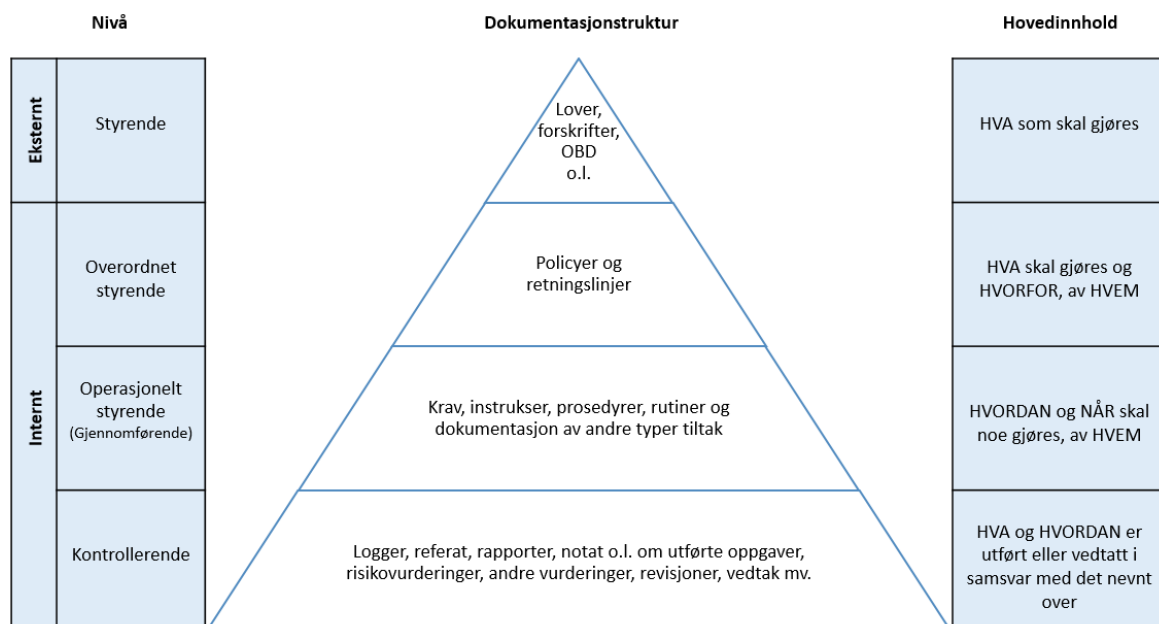 Nivå
Dokumentasjonstruktur
Hovedinnhold
Eksternt
Styrende
Lover,
forskrifter,
OBD
o.l.
HVA som skal gjøres
Internt
Overordnet
styrende
Policyer og
retningslinjer
HVA skal gjøres og
HVORFOR, av HVEM
Operasjonelt
styrende
(Gjennomførende)
Krav, instrukser, prosedyrer, rutiner og
dokumentasjon av andre typer tiltak
HVORDAN og NÅR skal
noe gjøres, av HVEM
Kontrollerende
Logger, referat, rapporter, notat o.l. om utførte oppgaver,
risikovurderinger, andre vurderinger, revisjoner, vedtak mv.
HVA og HVORDAN er
utført eller vedtatt i
samsvar med det nevnt
over